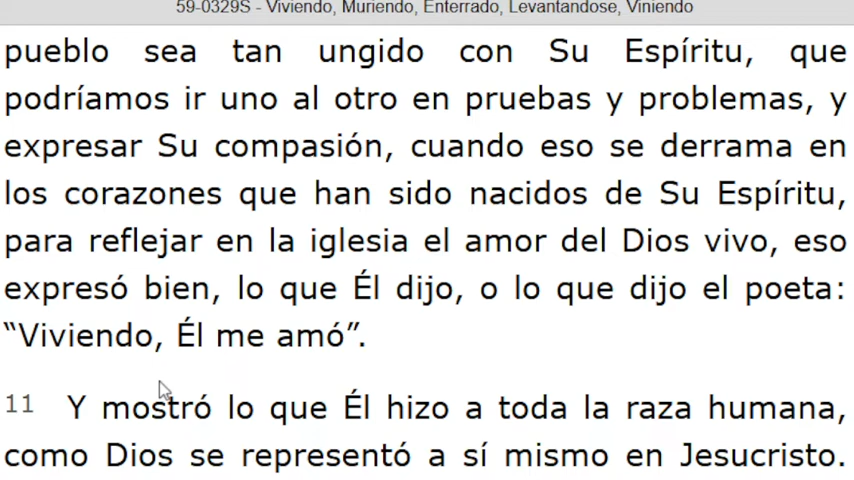 59-0329S - Viviendo, Muriendo, Enterrado, Levantandose, Viniendo
pueblo sea tan ungido con Su Espíritu, que
podríamos ir uno al otro en pruebas y problemas, y
expresar Su compasión, cuando eso se derrama en
los corazones que han sido nacidos de Su Espíritu,
para reflejar en la iglesia el amor del Dios vivo, eso
expresó bien, lo que Él dijo, o lo que dijo el poeta:
“Viviendo, Él me amó”.
11 Y mostró lo que Él hizo a toda la raza humana,
como Dios se representó a sí mismo en Jesucristo.